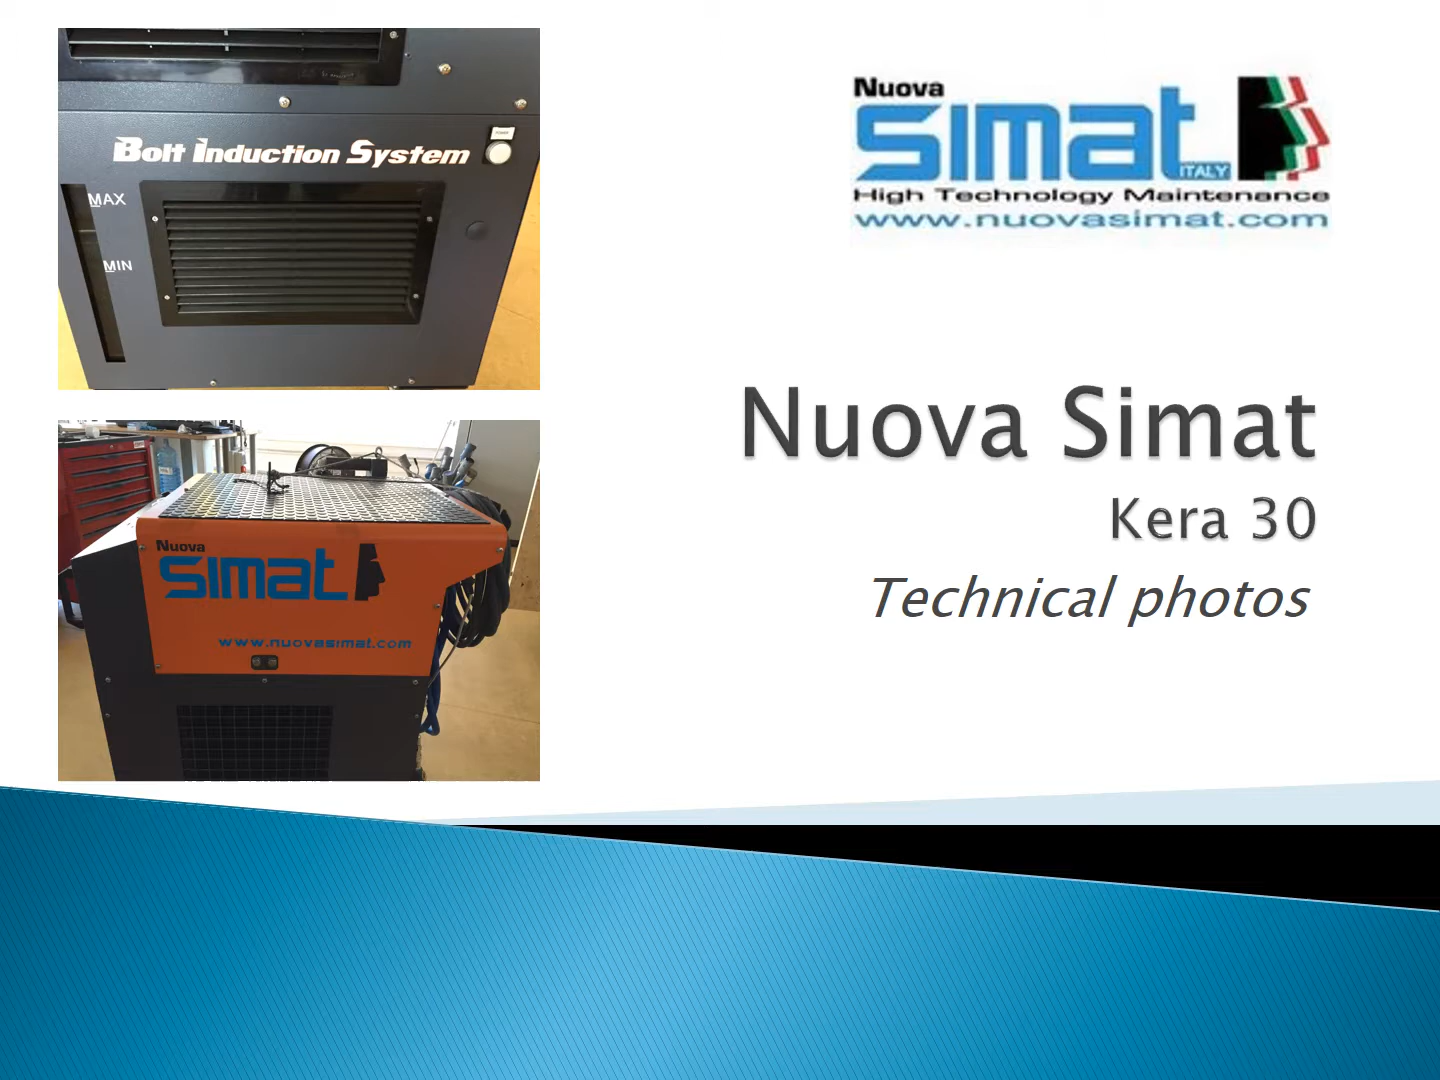 Bolt Induction System
MAX
MIN
Nuova
Simat
www.nuovasimat.com
Nuova
Simat
ITALY
High Technology Maintenance
www.nuovasimat.com
Nuova Simat
Kera 30
Technical photos